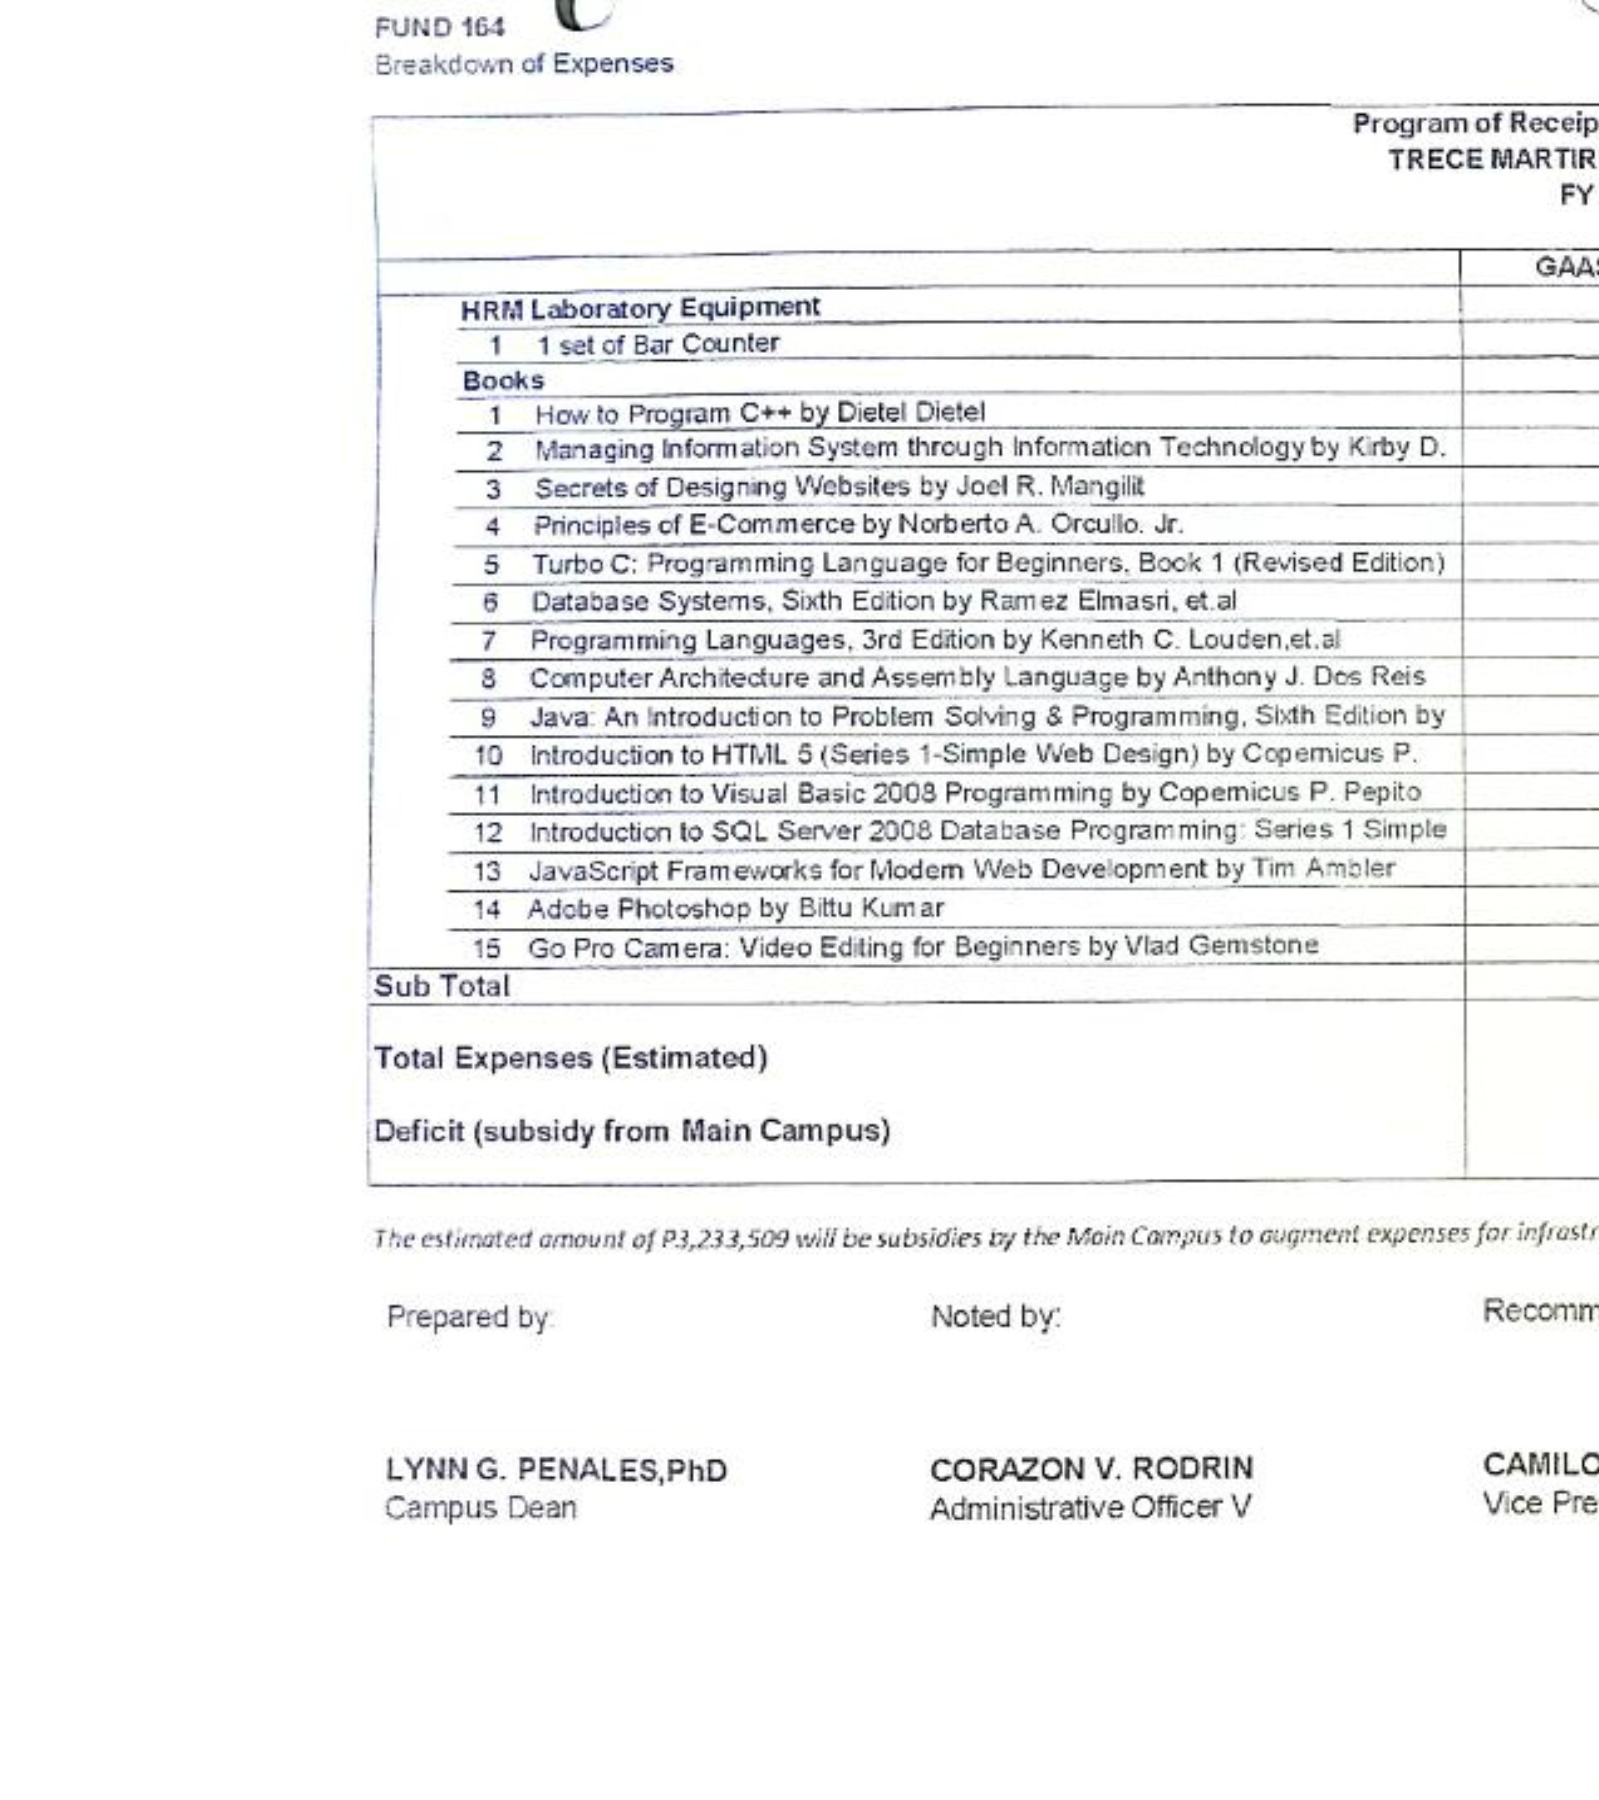 FUND 164
Breakdown of Expenses
Program of Receip
TRECE MARTIR
FY
GAAS
HRM Laboratory Equipment
1 1 set of Bar Counter
Books
1 How to Program C++ by Dietel Dietel
2 Managing Information System through Information Technology by Kirby D.
3 Secrets of Designing Websites by Joel R. Mangilit
4 Principles of E-Commerce by Norberto A. Orcullo. Jr.
5 Turbo C: Programming Language for Beginners. Book 1 (Revised Edition)
6 Database Systems, Sixth Edition by Ramez Elmasri, et.al
7 Programming Languages, 3rd Edition by Kenneth C. Louden,et.al
8 Computer Architecture and Assembly Language by Anthony J. Dos Reis
9 Java: An Introduction to Problem Solving & Programming, Sixth Edition by
10 Introduction to HTML 5 (Series 1-Simple Web Design) by Copernicus P.
11 Introduction to Visual Basic 2008 Programming by Copernicus P. Pepito
12 Introduction to SQL Server 2008 Database Programming: Series 1 Simple
13 JavaScript Frameworks for Modern Web Development by Tim Ambler
14 Adobe Photoshop by Bittu Kumar
15 Go Pro Camera: Video Editing for Beginners by Vlad Gemstone
Sub Total
Total Expenses (Estimated)
Deficit (subsidy from Main Campus)
The estimated amount of P3,233,509 will be subsidies by the Main Campus to augment expenses for infrastr
Prepared by: Noted by: Recomm
LYNN G. PENALES,PhD CORAZON V. RODRIN CAMILO
Campus Dean Administrative Officer V Vice Pre